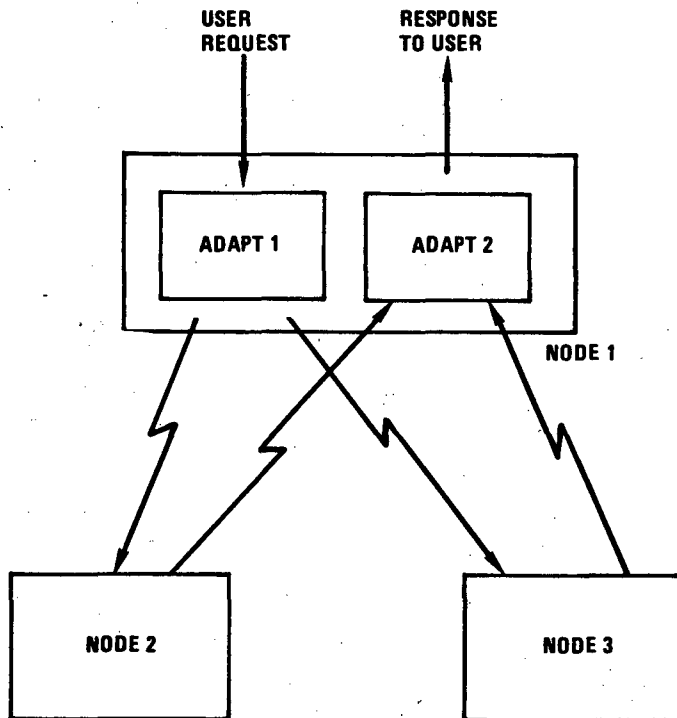 USER
REQUEST
RESPONSE
TO USER
ADAPT 1
ADAPT 2
NODE 1
NODE 2
NODE 3